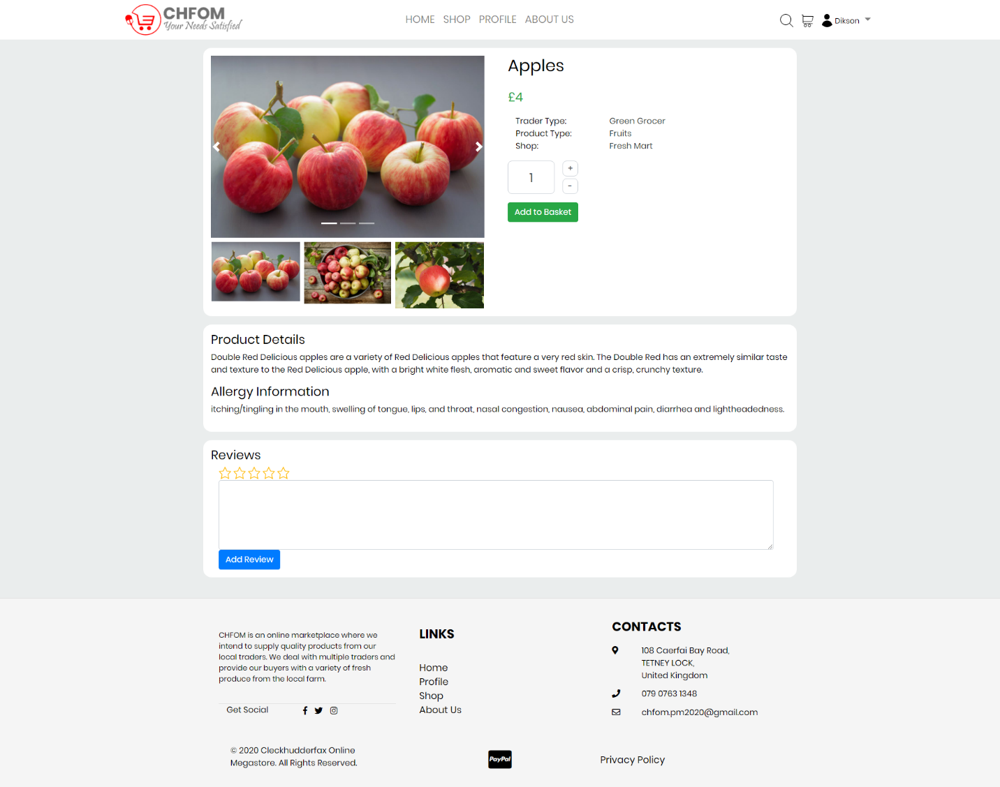 CHFOM
Your Needs Satisfied
HOME SHOP PROFILE ABOUT US
Dikson
Apples
£4
Trader Type: Green Grocer
Product Type: Fruits
Shop: Fresh Mart
1
+
-
Add to Basket
Product Details
Double Red Delicious apples are a variety of Red Delicious apples that feature a very red skin. The Double Red has an extremely similar taste
and texture to the Red Delicious apple, with a bright white flesh, aromatic and sweet flavor and a crisp, crunchy texture.
Allergy Information
itching/tingling in the mouth, swelling of tongue, lips, and throat, nasal congestion, nausea, abdominal pain, diarrhea and lightheadedness.
Reviews
Add Review
CHFOM is an online marketplace where we
intend to supply quality products from our
local traders. We deal with multiple traders and
provide our buyers with a variety of fresh
produce from the local farm.
Get Social
LINKS
Home
Profile
Shop
About Us
CONTACTS
108 Caerfai Bay Road,
TETNEY LOCK,
United Kingdom
079 0763 1348
chfom.pm2020@gmail.com
© 2020 Cleckhudderfax Online
Megastore. All Rights Reserved.
PayPal
Privacy Policy